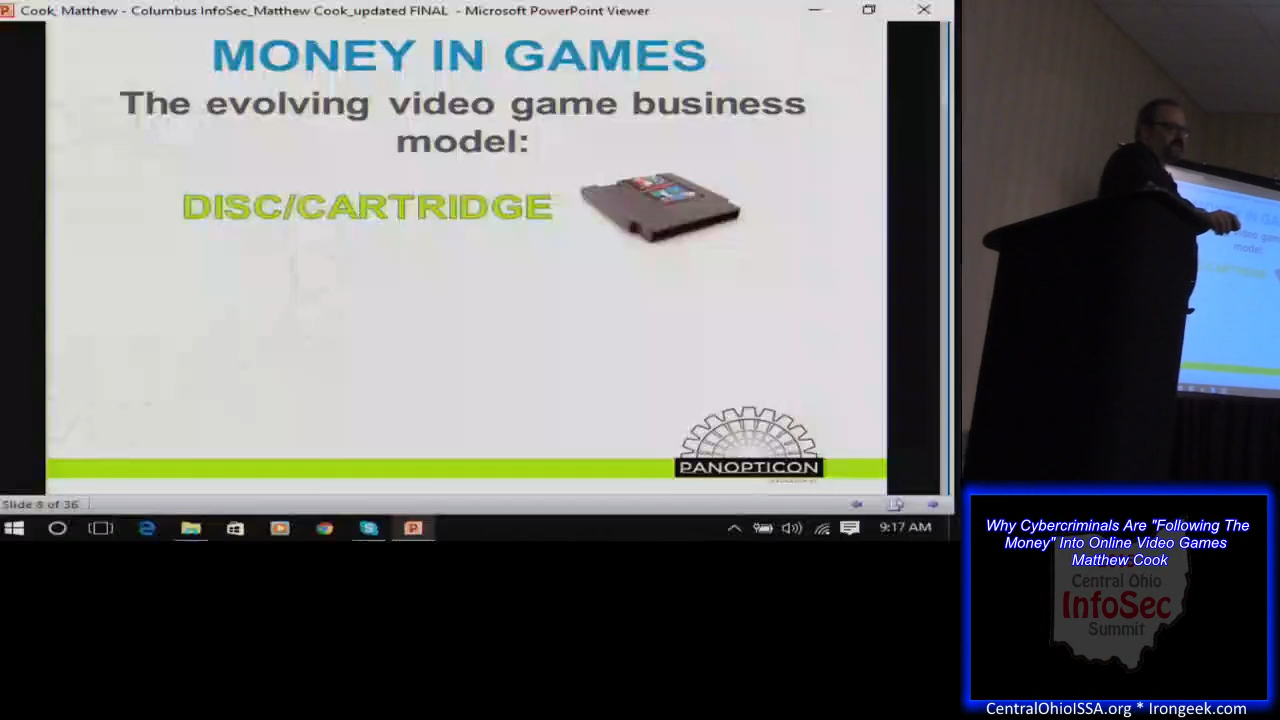 Cook_Matthew - Columbus InfoSec_Matthew Cook_updated FINAL - Microsoft PowerPoint Viewer
MONEY IN GAMES
The evolving video game business
model:
DISC/CARTRIDGE
PANOPTICON
Slide 8 of 36
9:17 AM
Why Cybercriminals Are "Following The
Money" Into Online Video Games
Matthew Cook
Central Ohio
InfoSec
Summit
CentralOhioISSA.org * Irongeek.com